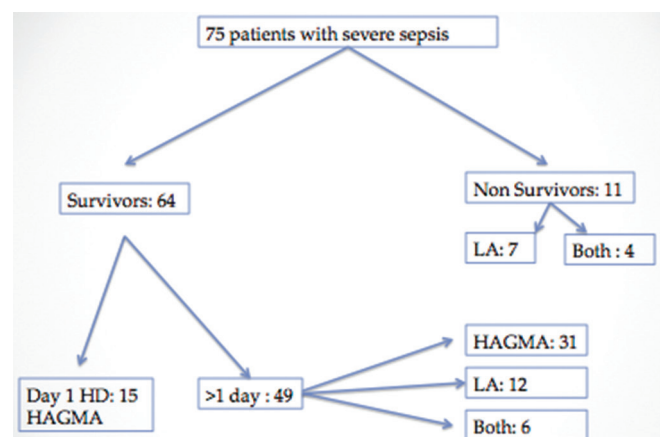 75 patients with severe sepsis
Survivors: 64
Non Survivors: 11
LA: 7
Both : 4
Day 1 HD: 15
HAGMA
>1 day : 49
HAGMA: 31
LA: 12
Both: 6